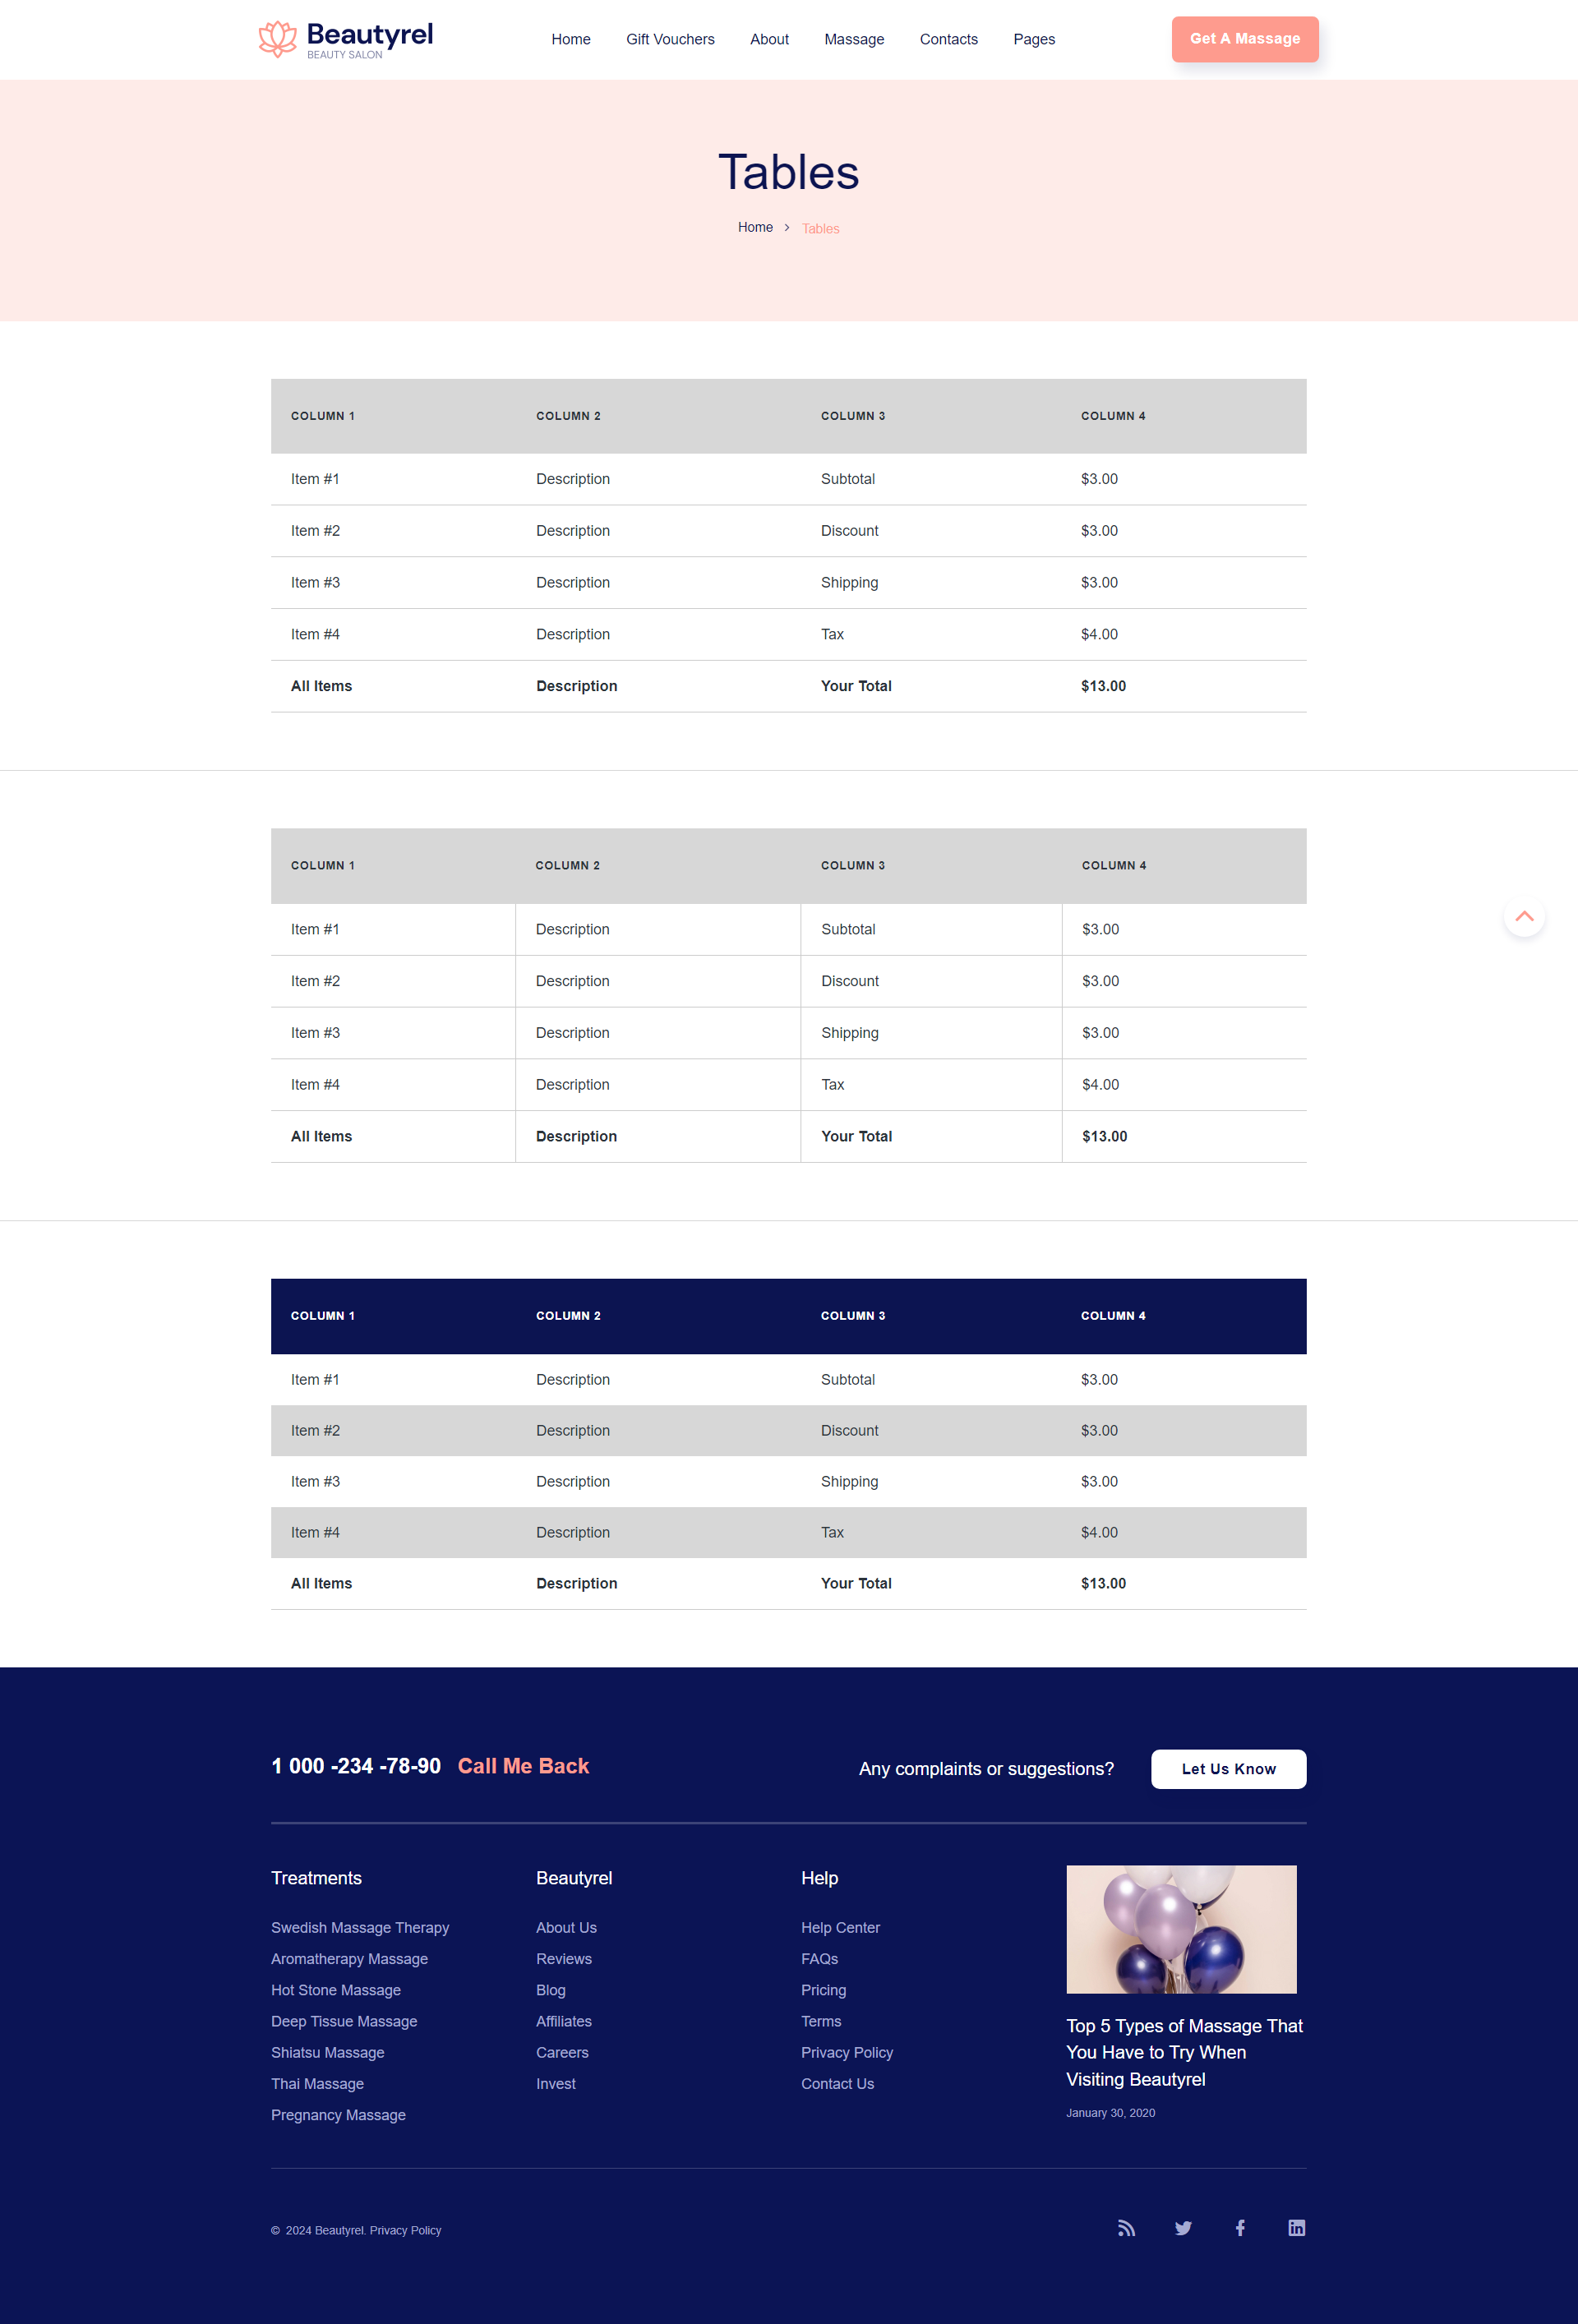 Beautyrel
BEAUTY SALON
Home Gift Vouchers About Massage Contacts Pages
Get A Massage
Tables
Home > Tables
COLUMN 1 COLUMN 2 COLUMN 3 COLUMN 4
Item #1 Description Subtotal $3.00
Item #2 Description Discount $3.00
Item #3 Description Shipping $3.00
Item #4 Description Tax $4.00
All Items Description Your Total $13.00
COLUMN 1 COLUMN 2 COLUMN 3 COLUMN 4
Item #1 Description Subtotal $3.00
Item #2 Description Discount $3.00
Item #3 Description Shipping $3.00
Item #4 Description Tax $4.00
All Items Description Your Total $13.00
COLUMN 1 COLUMN 2 COLUMN 3 COLUMN 4
Item #1 Description Subtotal $3.00
Item #2 Description Discount $3.00
Item #3 Description Shipping $3.00
Item #4 Description Tax $4.00
All Items Description Your Total $13.00
1 000 -234 -78-90 Call Me Back
Any complaints or suggestions?
Let Us Know
Treatments
Swedish Massage Therapy
Aromatherapy Massage
Hot Stone Massage
Deep Tissue Massage
Shiatsu Massage
Thai Massage
Pregnancy Massage
Beautyrel
About Us
Reviews
Blog
Affiliates
Careers
Invest
Help
Help Center
FAQs
Pricing
Terms
Privacy Policy
Contact Us
Top 5 Types of Massage That
You Have to Try When
Visiting Beautyrel
January 30, 2020
© 2024 Beautyrel. Privacy Policy